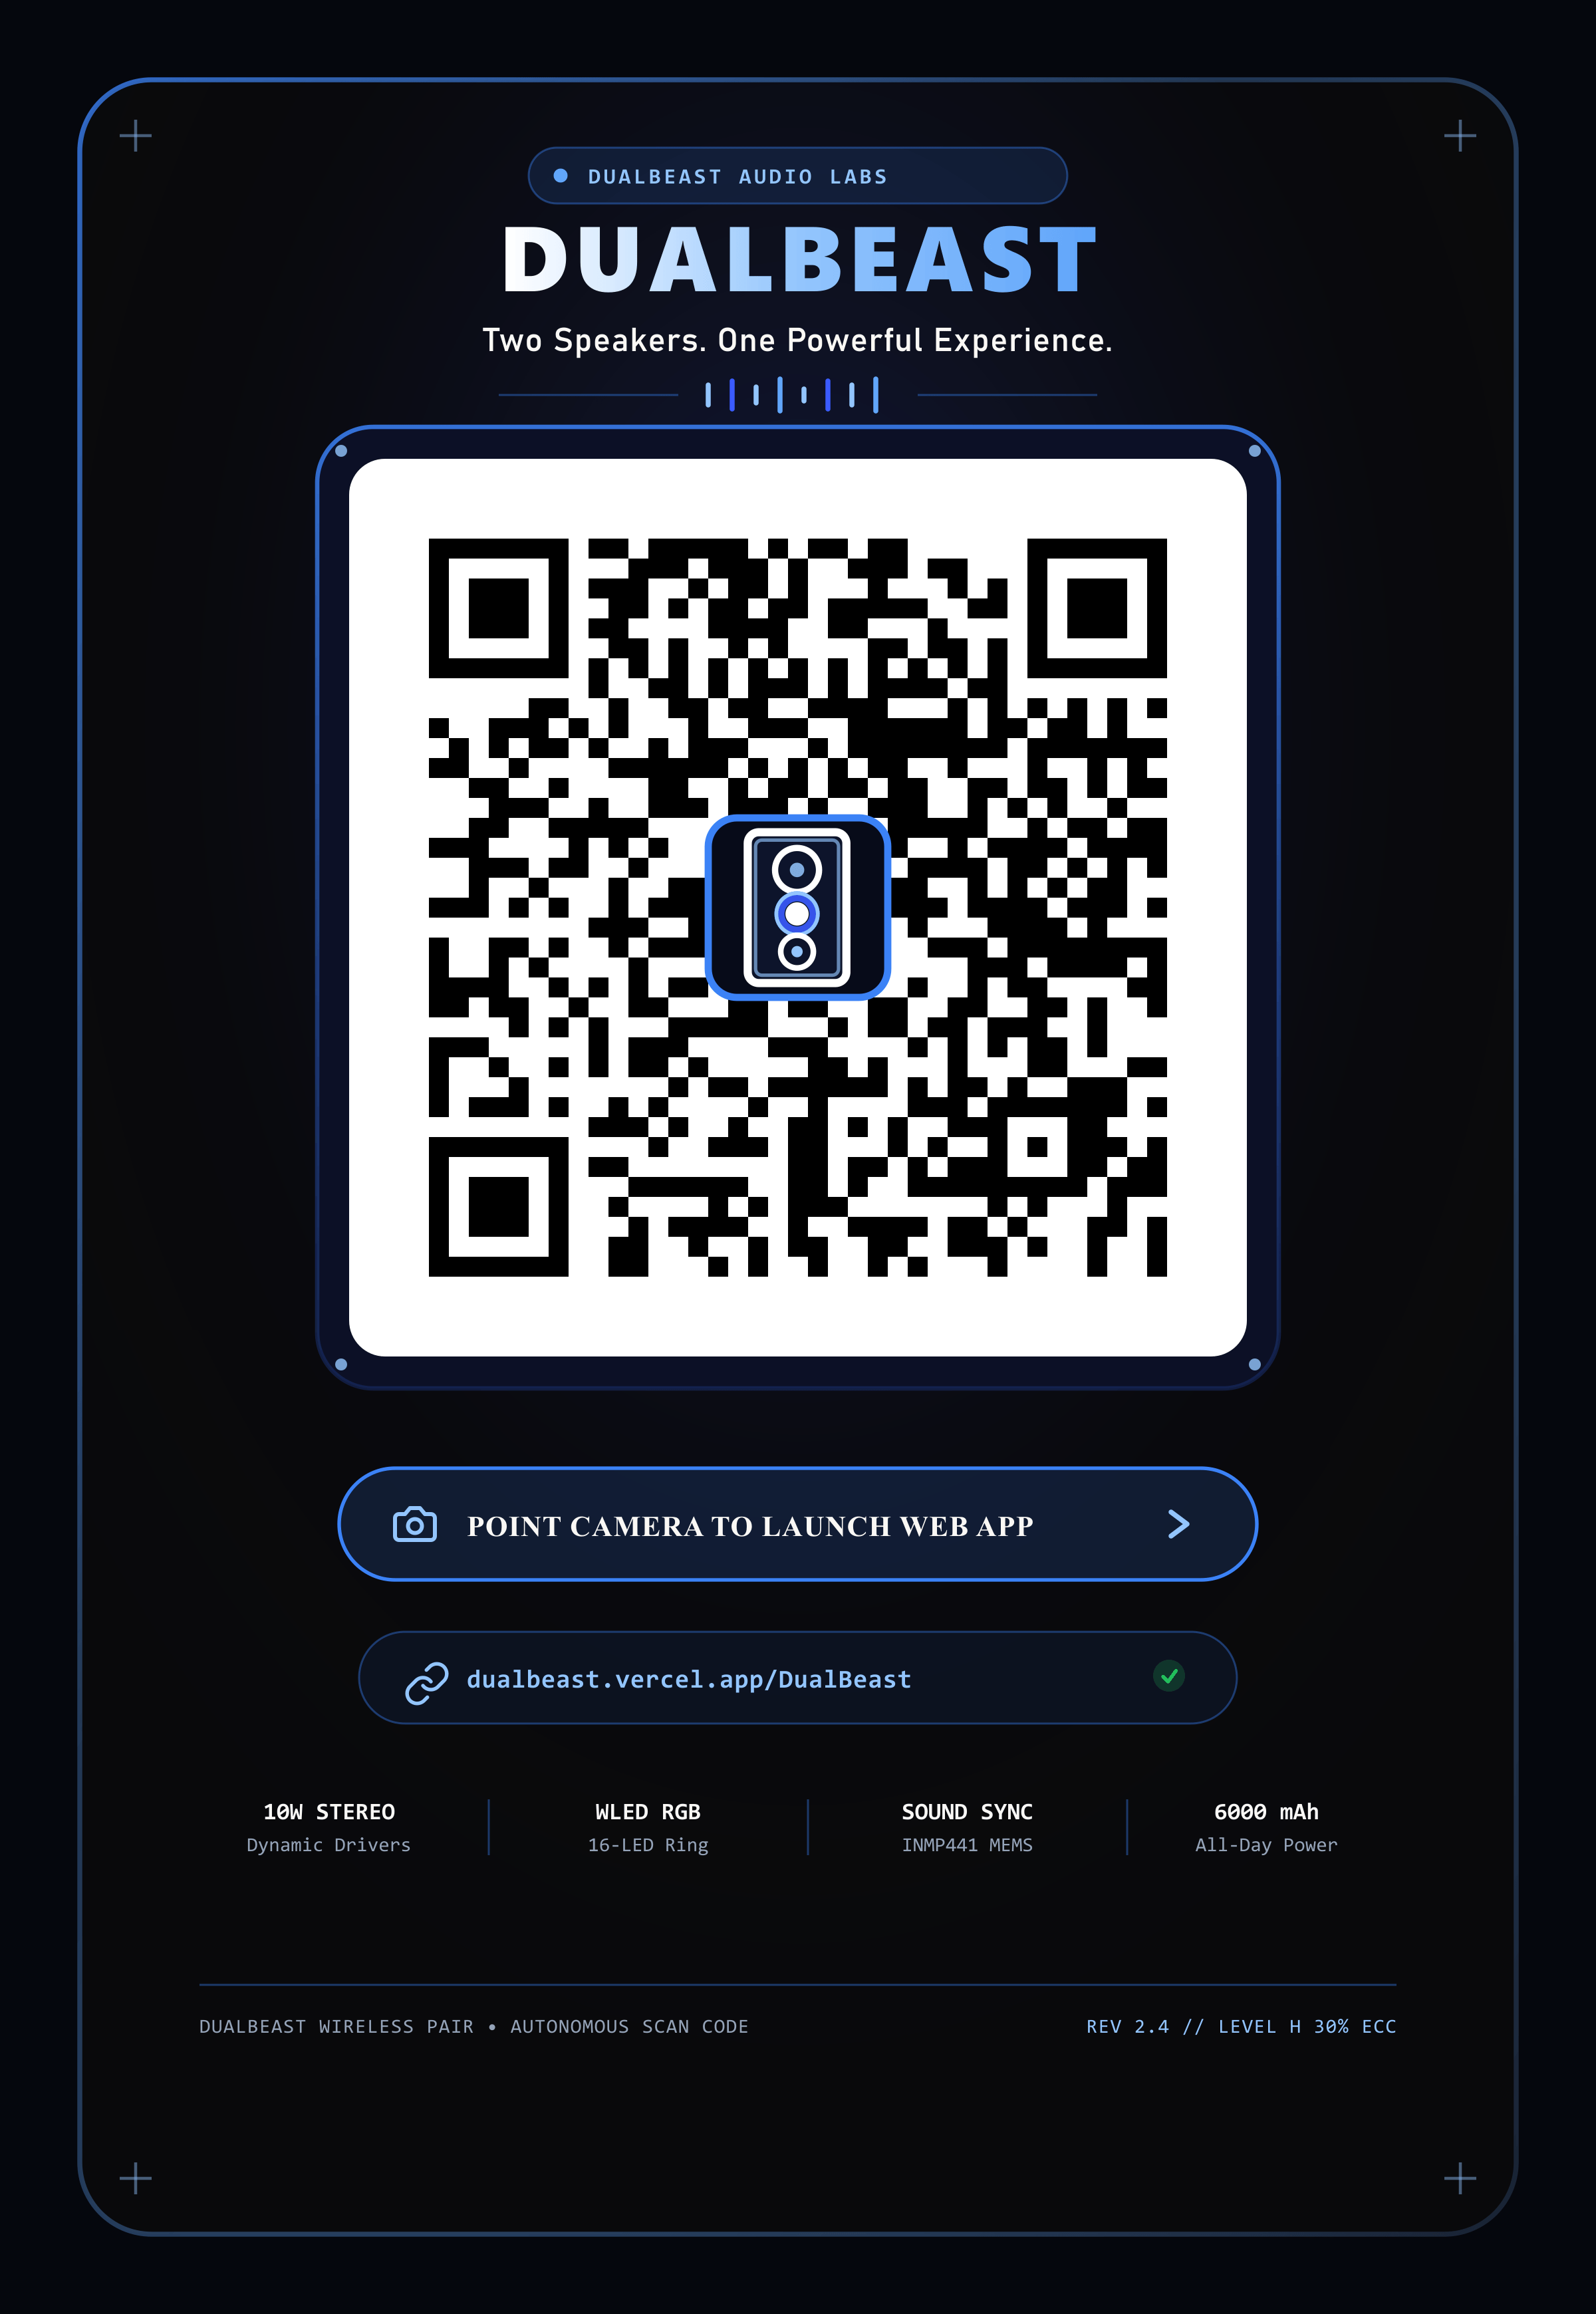 DUALBEAST AUDIO LABS
DUALBEAST
Two Speakers. One Powerful Experience.
POINT CAMERA TO LAUNCH WEB APP
dualbeast.vercel.app/DualBeast
10W STEREO
Dynamic Drivers
WLED RGB
16-LED Ring
SOUND SYNC
INMP441 MEMS
6000 mAh
All-Day Power
DUALBEAST WIRELESS PAIR • AUTONOMOUS SCAN CODE
REV 2.4 // LEVEL H 30% ECC